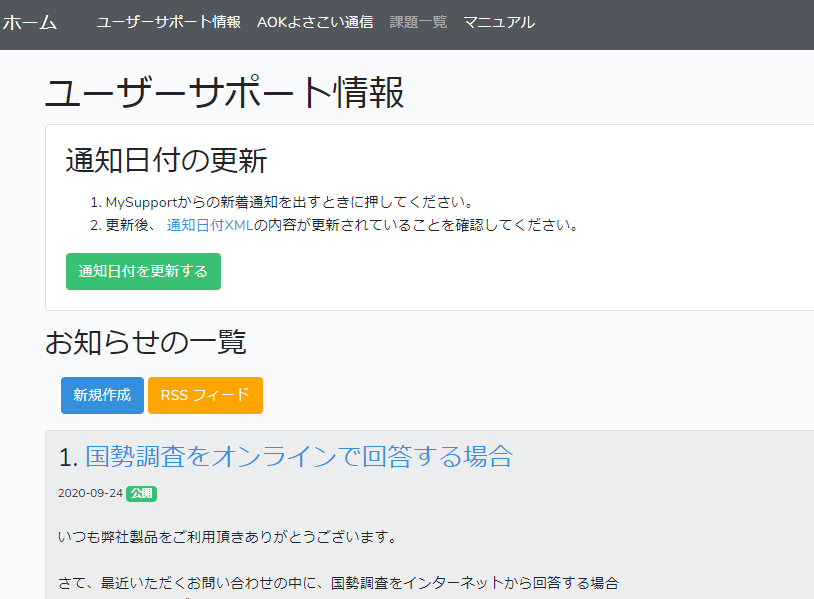 ホーム ユーザーサポート情報 AOKよさこい通信 課題一覧 マニュアル
ユーザーサポート情報
通知日付の更新
1. MySupportからの新着通知を出すときに押してください。
2. 更新後、 通知日付XMLの内容が更新されていることを確認してください。
通知日付を更新する
お知らせの一覧
新規作成 RSS フィード
1. 国勢調査をオンラインで回答する場合
2020-09-24 公開
いつも弊社製品をご利用頂きありがとうございます。
さて、最近いただくお問い合わせの中に、国勢調査をインターネットから回答する場合